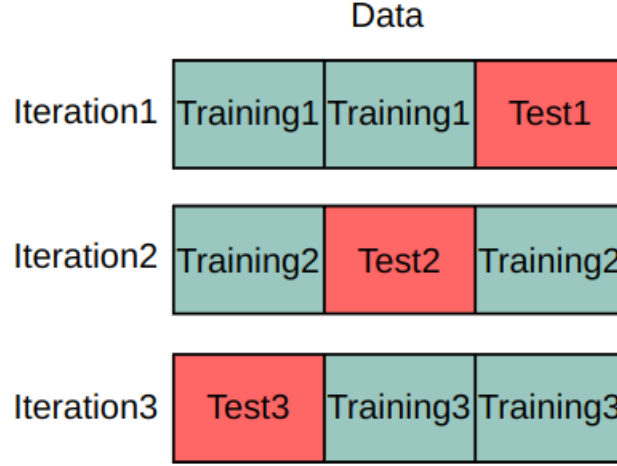 Data
Iteration1 Training1 Training1 Test1
Iteration2 Training2 Test2 Training2
Iteration3 Test3 Training3 Training3